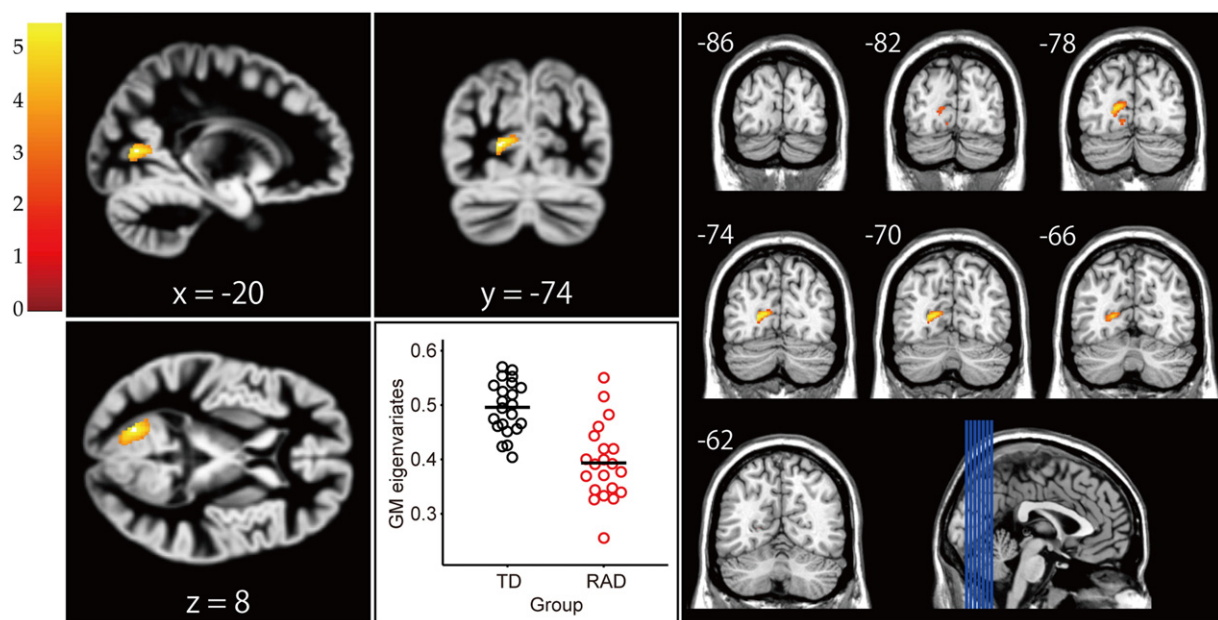 5
4
3
2
1
0
x = -20
y = -74
z = 8
GM eigenvariates
0.6
0.5
0.4
0.3
TD RAD
Group
-86 -82 -78
-74 -70 -66
-62